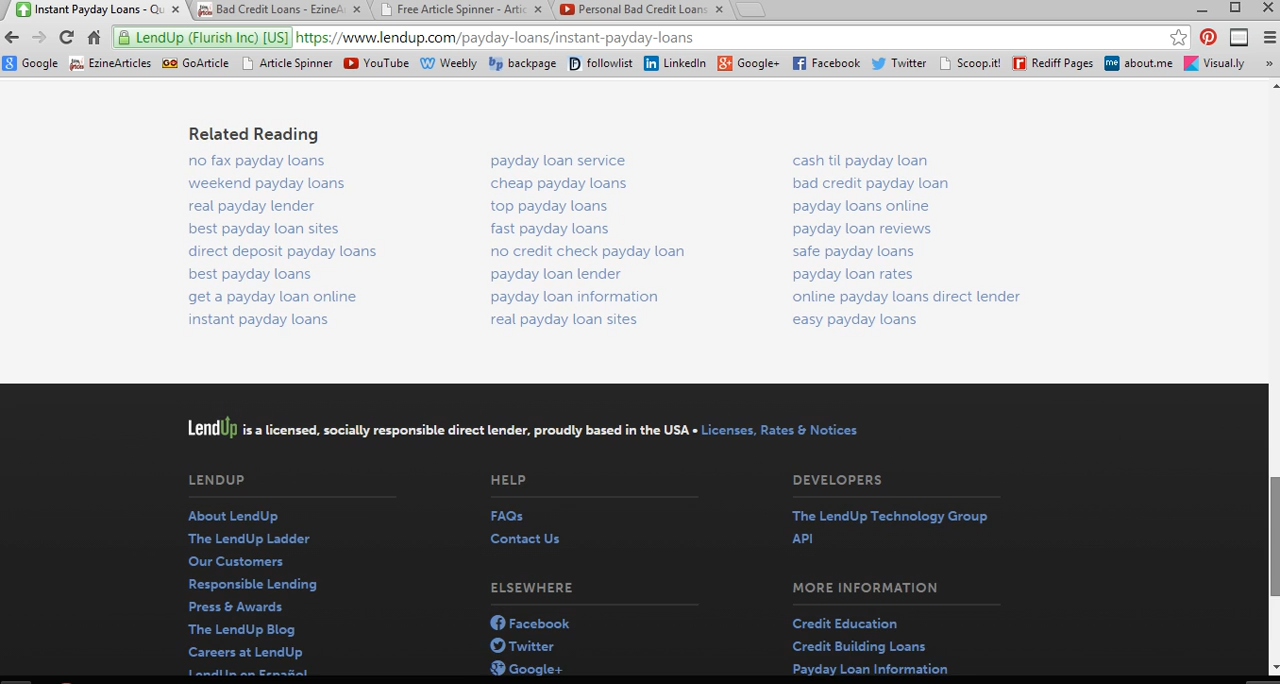 Instant Payday Loans - Qu
Bad Credit Loans - EzineA
Free Article Spinner - Artic
Personal Bad Credit Loans
LendUp (Flurish Inc) [US] https://www.lendup.com/payday-loans/instant-payday-loans
Google EzineArticles GoArticle Article Spinner YouTube Weebly backpage followlist LinkedIn Google+ Facebook Twitter Scoop.it! Rediff Pages about.me Visual.ly »
Related Reading
no fax payday loans
weekend payday loans
real payday lender
best payday loan sites
direct deposit payday loans
best payday loans
get a payday loan online
instant payday loans
payday loan service
cheap payday loans
top payday loans
fast payday loans
no credit check payday loan
payday loan lender
payday loan information
real payday loan sites
cash til payday loan
bad credit payday loan
payday loans online
payday loan reviews
safe payday loans
payday loan rates
online payday loans direct lender
easy payday loans
LendUp is a licensed, socially responsible direct lender, proudly based in the USA • Licenses, Rates & Notices
LENDUP
About LendUp
The LendUp Ladder
Our Customers
Responsible Lending
Press & Awards
The LendUp Blog
Careers at LendUp
LendUp en Español
HELP
FAQs
Contact Us
ELSEWHERE
Facebook
Twitter
Google+
DEVELOPERS
The LendUp Technology Group
API
MORE INFORMATION
Credit Education
Credit Building Loans
Payday Loan Information